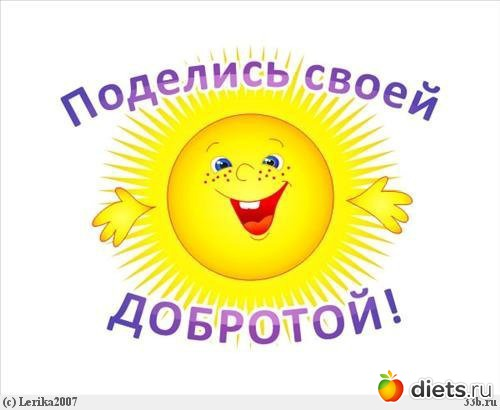 Поделись своей
ДОБРОТОЙ!
diets.ru
(c) Lerika2007
33b.ru